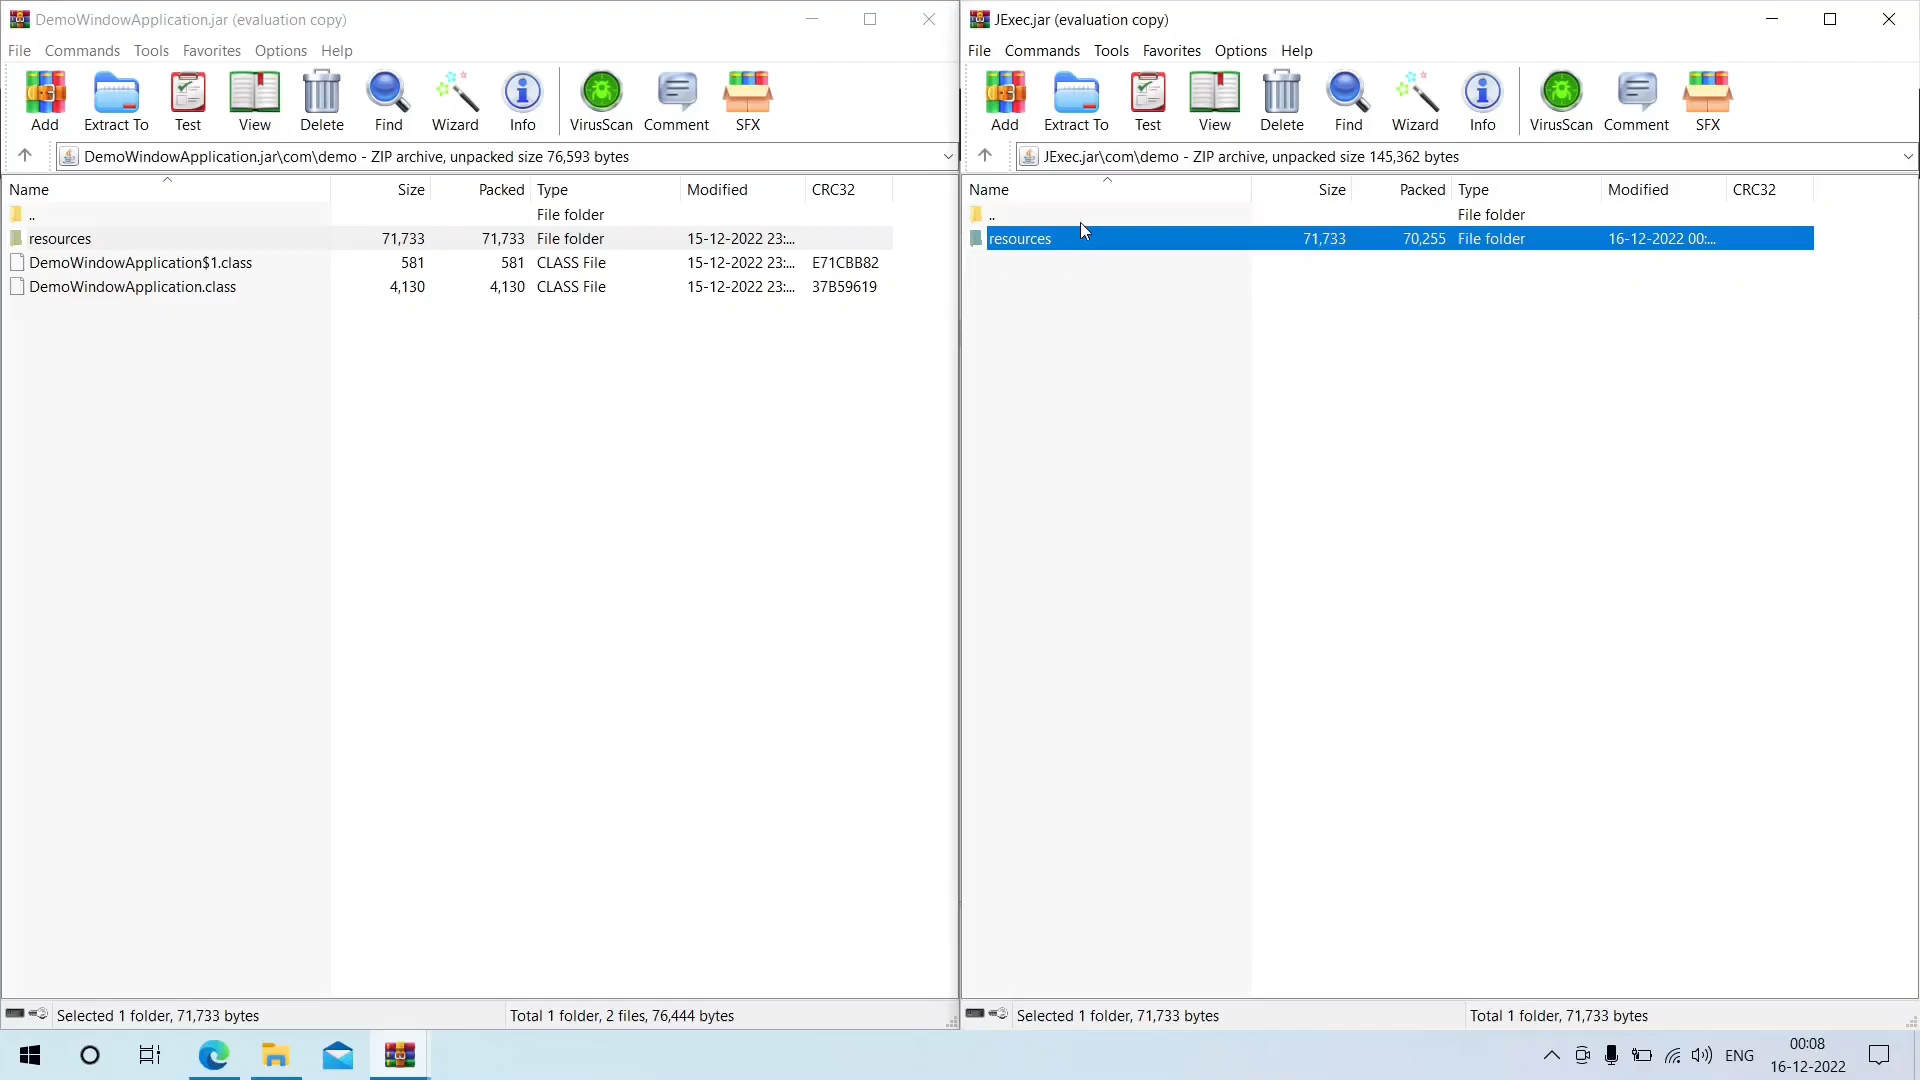 DemoWindowApplication.jar (evaluation copy)
File Commands Tools Favorites Options Help
Add Extract To Test View Delete Find Wizard Info VirusScan Comment SFX
DemoWindowApplication.jar\com\demo - ZIP archive, unpacked size 76,593 bytes
Name Size Packed Type Modified CRC32
.. File folder
resources 71,733 71,733 File folder 15-12-2022 23:...
DemoWindowApplication$1.class 581 581 CLASS File 15-12-2022 23:... E71CBB82
DemoWindowApplication.class 4,130 4,130 CLASS File 15-12-2022 23:... 37B59619
Selected 1 folder, 71,733 bytes Total 1 folder, 2 files, 76,444 bytes
JExec.jar (evaluation copy)
File Commands Tools Favorites Options Help
Add Extract To Test View Delete Find Wizard Info VirusScan Comment SFX
JExec.jar\com\demo - ZIP archive, unpacked size 145,362 bytes
Name Size Packed Type Modified CRC32
.. File folder
resources 71,733 70,255 File folder 16-12-2022 00:...
Selected 1 folder, 71,733 bytes Total 1 folder, 71,733 bytes
ENG
00:08
16-12-2022